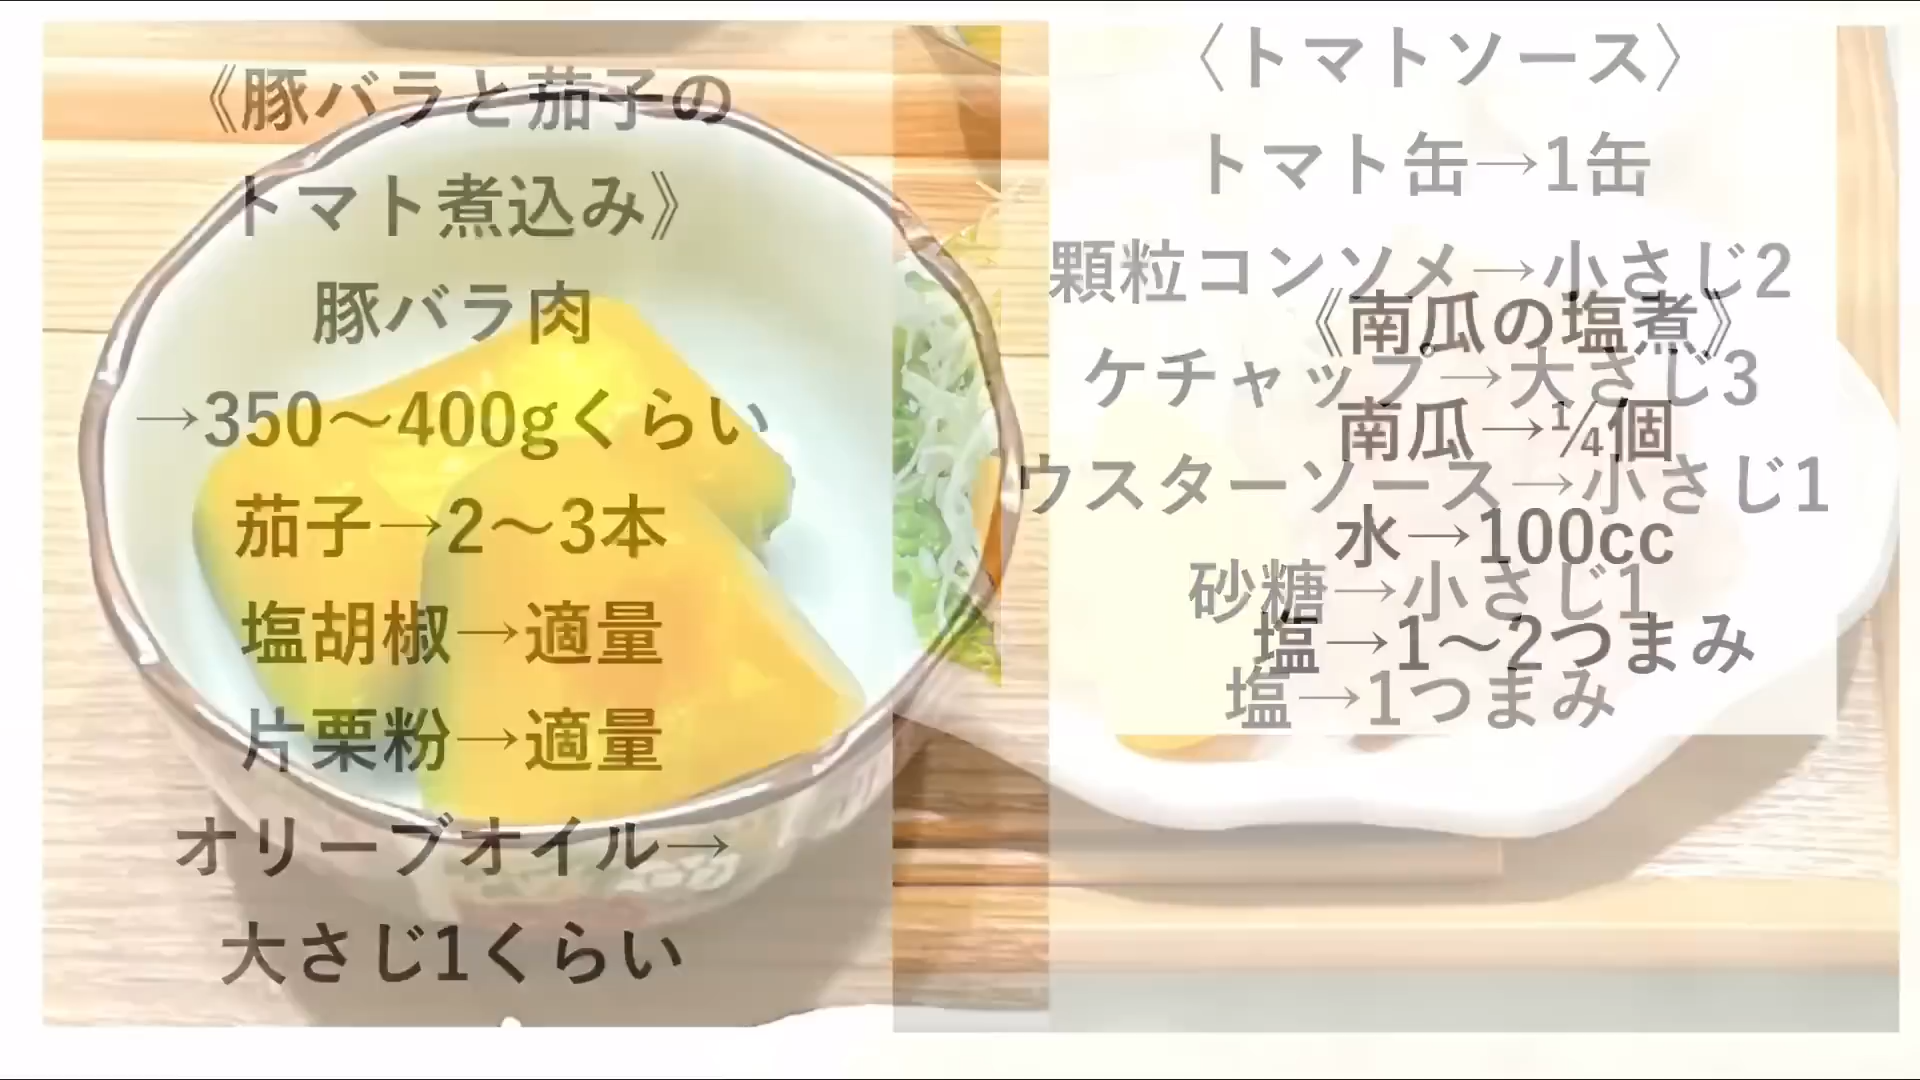 《豚バラと茄子の
トマト煮込み》
豚バラ肉
→350～400gくらい
茄子→2～3本
塩胡椒→適量
片栗粉→適量
オリーブオイル→
大さじ1くらい
〈トマトソース〉
トマト缶→1缶
顆粒コンソメ→小さじ2
ケチャップ→大さじ3
ウスターソース→小さじ1
砂糖→小さじ1
塩→1つまみ
《南瓜の塩煮》
南瓜→¼個
水→100cc
塩→1～2つまみ